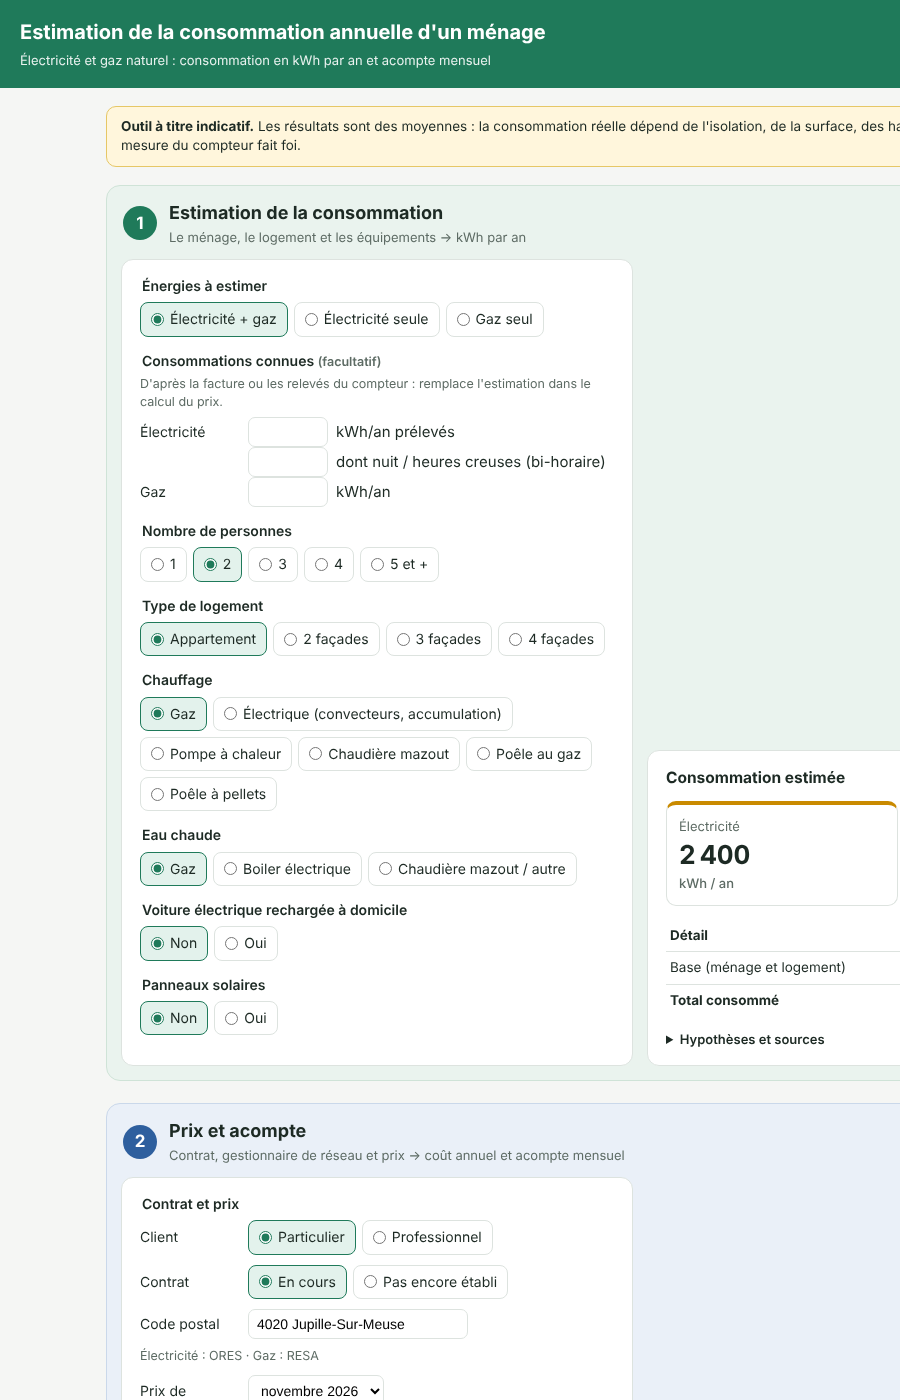 Estimation de la consommation annuelle d'un ménage
Électricité et gaz naturel : consommation en kWh par an et acompte mensuel
Outil à titre indicatif. Les résultats sont des moyennes : la consommation réelle dépend de l'isolation, de la surface, des
mesure du compteur fait foi.
1
Estimation de la consommation
Le ménage, le logement et les équipements → kWh par an
Énergies à estimer
Électricité + gaz
Électricité seule
Gaz seul
Consommations connues (facultatif)
D'après la facture ou les relevés du compteur : remplace l'estimation dans le
calcul du prix.
Électricité
kWh/an prélevés
dont nuit / heures creuses (bi-horaire)
Gaz
kWh/an
Nombre de personnes
1
2
3
4
5 et +
Type de logement
Appartement
2 façades
3 façades
4 façades
Chauffage
Gaz
Électrique (convecteurs, accumulation)
Pompe à chaleur
Chaudière mazout
Poêle au gaz
Poêle à pellets
Eau chaude
Gaz
Boiler électrique
Chaudière mazout / autre
Voiture électrique rechargée à domicile
Non
Oui
Panneaux solaires
Non
Oui
Consommation estimée
Électricité
2 400
kWh / an
Détail
Base (ménage et logement)
Total consommé
Hypothèses et sources
2
Prix et acompte
Contrat, gestionnaire de réseau et prix → coût annuel et acompte mensuel
Contrat et prix
Client
Particulier
Professionnel
Contrat
En cours
Pas encore établi
Code postal
4020 Jupille-Sur-Meuse
Électricité : ORES · Gaz : RESA
Prix de
novembre 2026